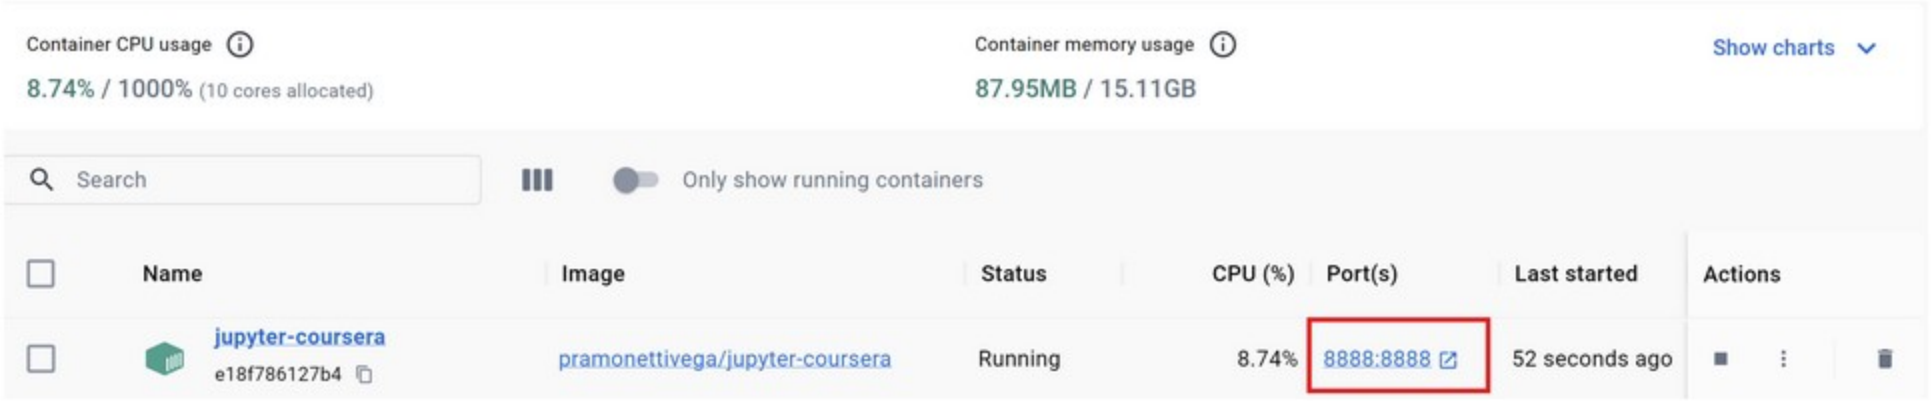 Container CPU usage
Container memory usage
Show charts
8.74% / 1000% (10 cores allocated)
87.95MB / 15.11GB
Search
Only show running containers
Name Image Status CPU (%) Port(s) Last started Actions
jupyter-coursera
e18f786127b4
pramonettivega/jupyter-coursera
Running
8.74%
8888:8888
52 seconds ago